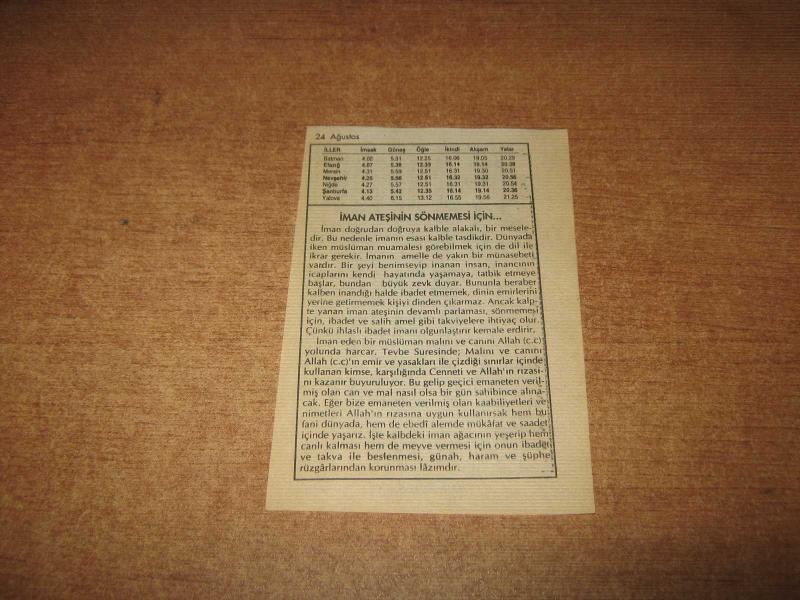 24 Ağustos
İLLER İmsak Güneş Öğle İkindi Akşam Yatsı
Batman 4.00 5.31 12.25 16.06 19.05 20.29
Elazığ 4.07 5.38 12.33 16.14 19.14 20.39
Mersin 4.31 5.59 12.51 16.31 19.30 20.51
Nevşehir 4.25 5.56 12.51 16.32 19.32 20.56
Niğde 4.27 5.57 12.51 16.31 19.31 20.54
Şanlıurfa 4.13 5.42 12.35 16.14 19.14 20.36
Yalova 4.40 6.15 13.12 16.55 19.56 21.25
İMAN ATEŞİNİN SÖNMEMESİ İÇİN...
İman doğrudan doğruya kalble alakalı, bir mesele-
dir. Bu nedenle imanın esası kalble tasdikdir. Dünyada
iken müslüman muamelesi görebilmek için de dil ile
ikrar gerekir. İmanın amelle de yakın bir münasebeti
vardır. Bir şeyi benimseyip inanan insan, inancının
icaplarını kendi hayatında yaşamaya, tatbik etmeye
başlar, bundan büyük zevk duyar. Bununla beraber
kalben inandığı halde ibadet etmemek, dinin emirlerini
yerine getirmemek kişiyi dinden çıkarmaz. Ancak kalp-
te yanan iman ateşinin devamlı parlaması, sönmemesi
için, ibadet ve salih amel gibi takviyelere ihtiyaç olur.
Çünkü ihlaslı ibadet imanı olgunlaştırır kemale erdirir.
İman eden bir müslüman malını ve canını Allah (c.c)
yolunda harcar. Tevbe Suresinde; Malını ve canını
Allah (c.c)'ın emir ve yasakları ile çizdiği sınırlar içinde
kullanan kimse, karşılığında Cenneti ve Allah'ın rızası-
nı kazanır buyuruluyor. Bu gelip geçici emaneten veril-
miş olan can ve mal nasıl olsa bir gün sahibince alına-
cak. Eğer bize emaneten verilmiş olan kaabiliyetleri ve
nimetleri Allah'ın rızasına uygun kullanırsak hem bu
fani dünyada, hem de ebedî alemde mükâfat ve saadet
içinde yaşarız. İşte kalbdeki iman ağacının yeşerip hem
canlı kalması hem de meyve vermesi için onun ibadet
ve takva ile beslenmesi, günah, haram ve şüphe
rüzgârlarından korunması lâzımdır.